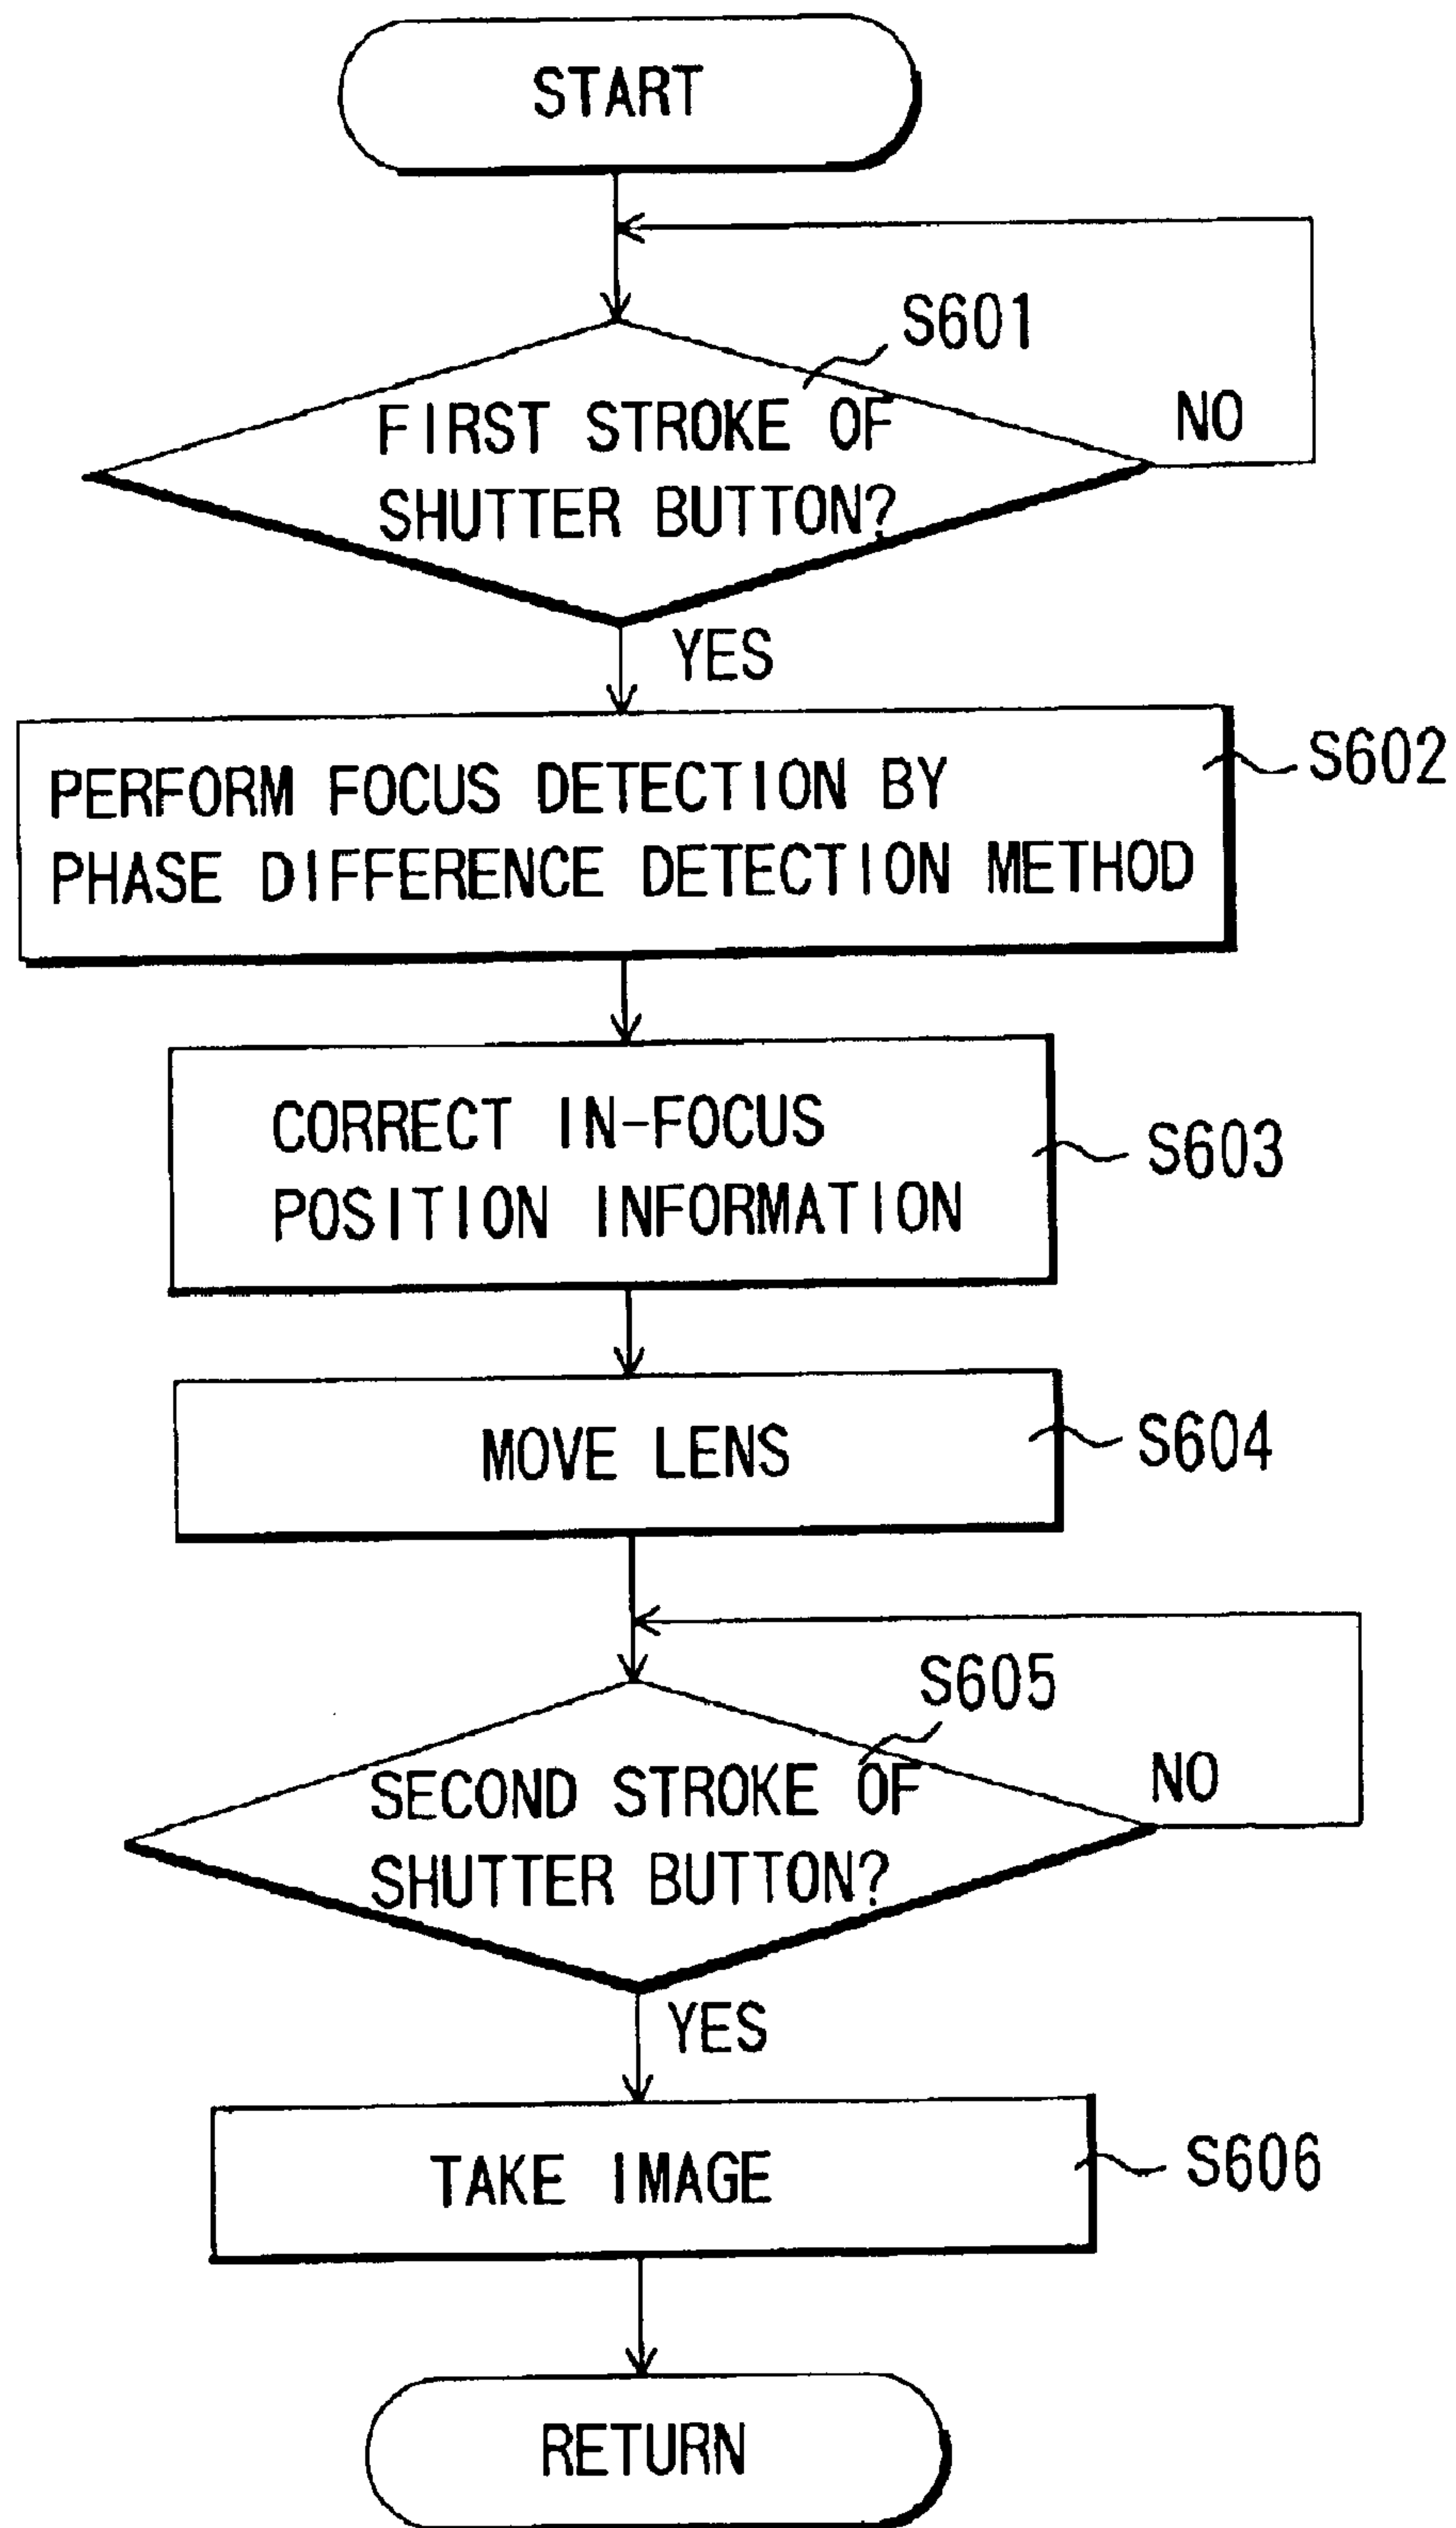 START
S601
FIRST STROKE OF
SHUTTER BUTTON?
NO
YES
PERFORM FOCUS DETECTION BY
PHASE DIFFERENCE DETECTION METHOD
S602
CORRECT IN-FOCUS
POSITION INFORMATION
S603
MOVE LENS
S604
S605
SECOND STROKE OF
SHUTTER BUTTON?
NO
YES
TAKE IMAGE
S606
RETURN